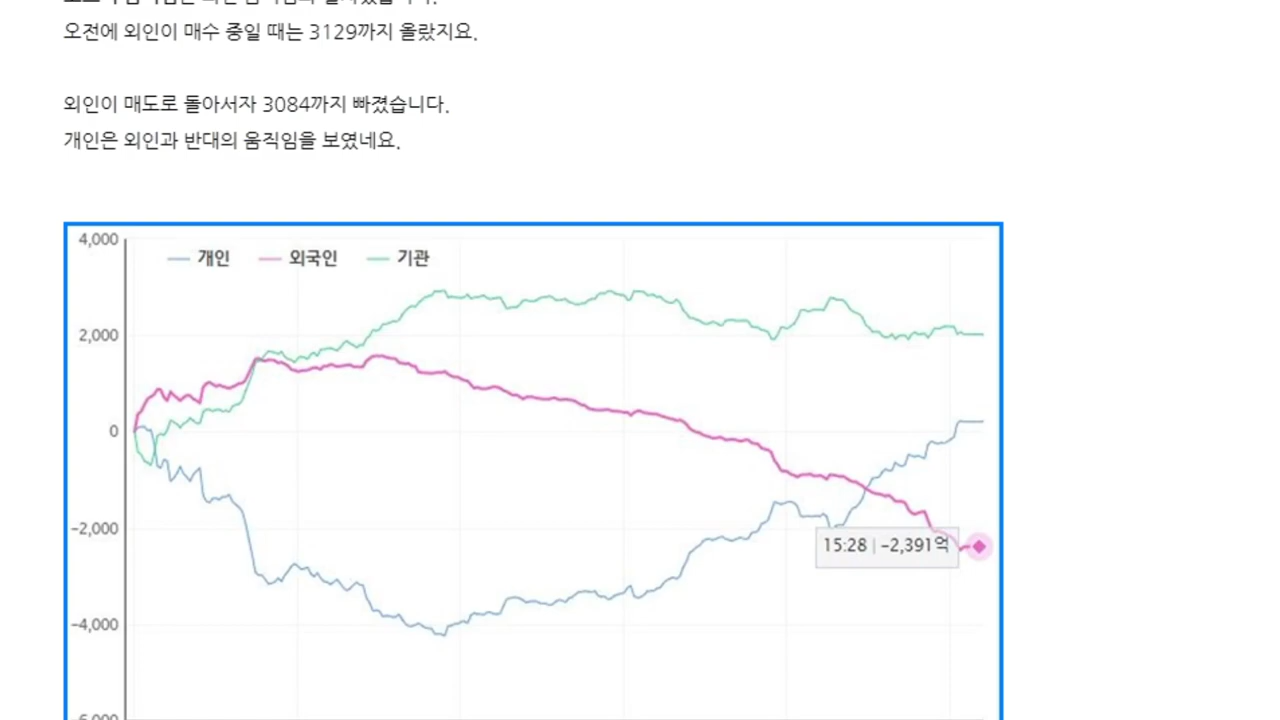 오전에 외인이 매수 중일 때는 3129까지 올랐지요.
외인이 매도로 돌아서자 3084까지 빠졌습니다.
개인은 외인과 반대의 움직임을 보였네요.
4,000
개인 외국인 기관
2,000
0
-2,000
15:28 | -2,391억
-4,000